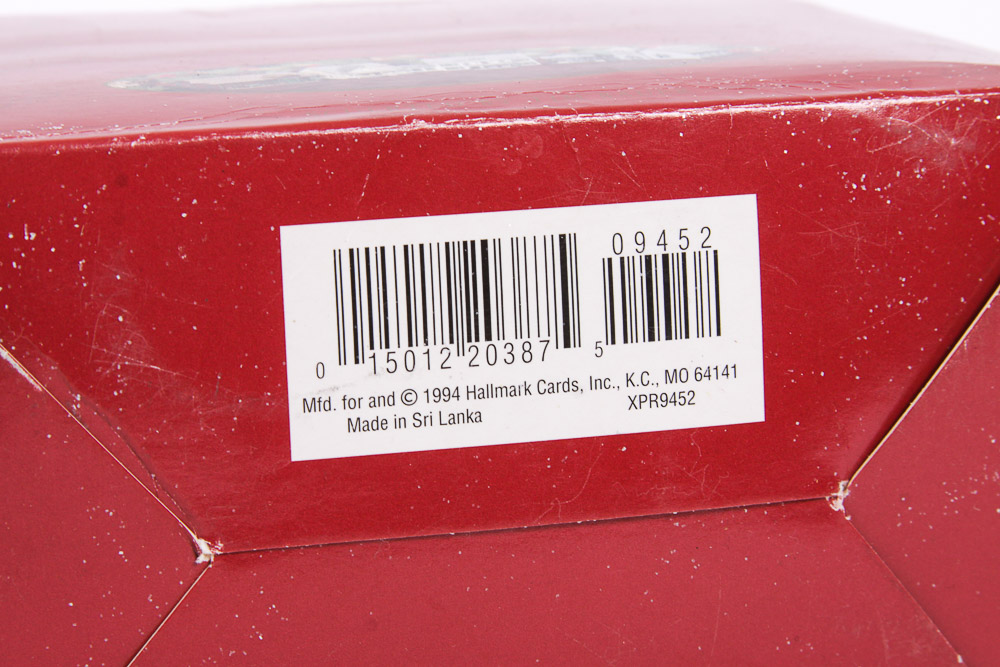 09452
0 15012 20387 5
Mfd. for and © 1994 Hallmark Cards, Inc., K.C., MO 64141
Made in Sri Lanka XPR9452